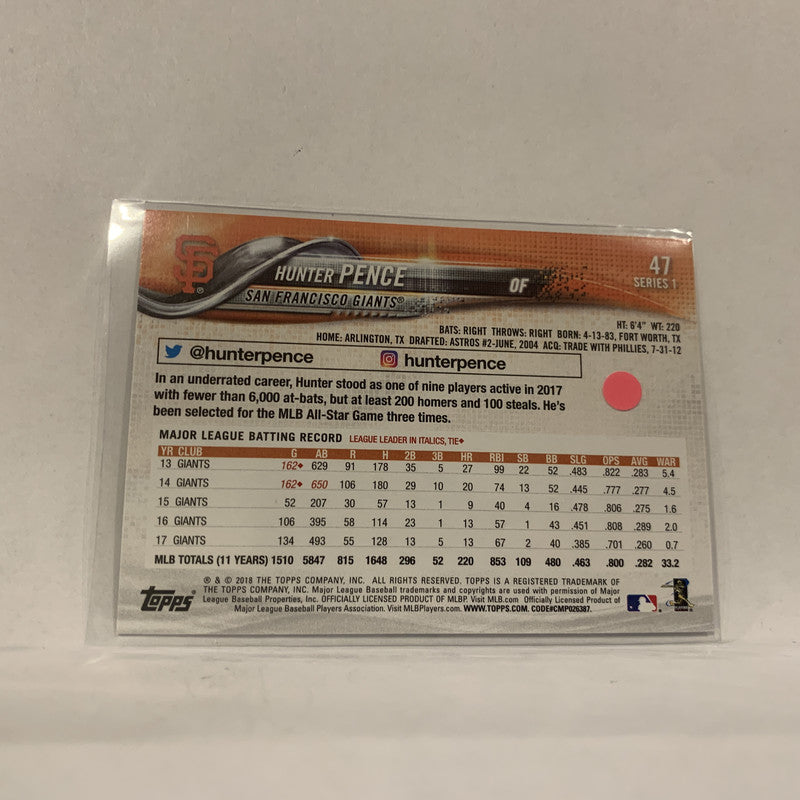 SF®
HUNTER PENCE
OF
SAN FRANCISCO GIANTS®
47
SERIES 1
HT: 6'4" WT: 220
BATS: RIGHT THROWS: RIGHT BORN: 4-13-83, FORT WORTH, TX
HOME: ARLINGTON, TX DRAFTED: ASTROS #2-JUNE, 2004 ACQ: TRADE WITH PHILLIES, 7-31-12
@hunterpence hunterpence
In an underrated career, Hunter stood as one of nine players active in 2017
with fewer than 6,000 at-bats, but at least 200 homers and 100 steals. He's
been selected for the MLB All-Star Game three times.
MAJOR LEAGUE BATTING RECORD LEAGUE LEADER IN ITALICS, TIE♦
YR CLUB G AB R H 2B 3B HR RBI SB BB SLG OPS AVG WAR
13 GIANTS 162♦ 629 91 178 35 5 27 99 22 52 .483 .822 .283 5.4
14 GIANTS 162♦ 650 106 180 29 10 20 74 13 52 .445 .777 .277 4.5
15 GIANTS 52 207 30 57 13 1 9 40 4 16 .478 .806 .275 1.6
16 GIANTS 106 395 58 114 23 1 13 57 1 43 .451 .808 .289 2.0
17 GIANTS 134 493 55 128 13 5 13 67 2 40 .385 .701 .260 0.7
MLB TOTALS (11 YEARS) 1510 5847 815 1648 296 52 220 853 109 480 .463 .800 .282 33.2
® & © 2018 THE TOPPS COMPANY, INC. ALL RIGHTS RESERVED. TOPPS IS A REGISTERED TRADEMARK OF
THE TOPPS COMPANY, INC. Major League Baseball trademarks and copyrights are used with permission of Major
League Baseball Properties, Inc. OFFICIALLY LICENSED PRODUCT OF MLBP. Visit MLB.com Officially Licensed Product of
Major League Baseball Players Association. Visit MLBPlayers.com. WWW.TOPPS.COM. CODE#CMP026387.
topps®